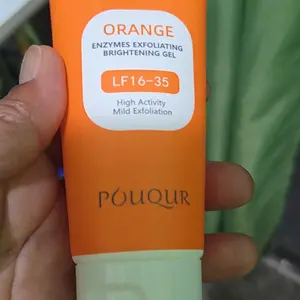 ORANGE
ENZYMES EXFOLIATING
BRIGHTENING GEL
LF16-35
High Activity
Mild Exfoliation
POUQUR